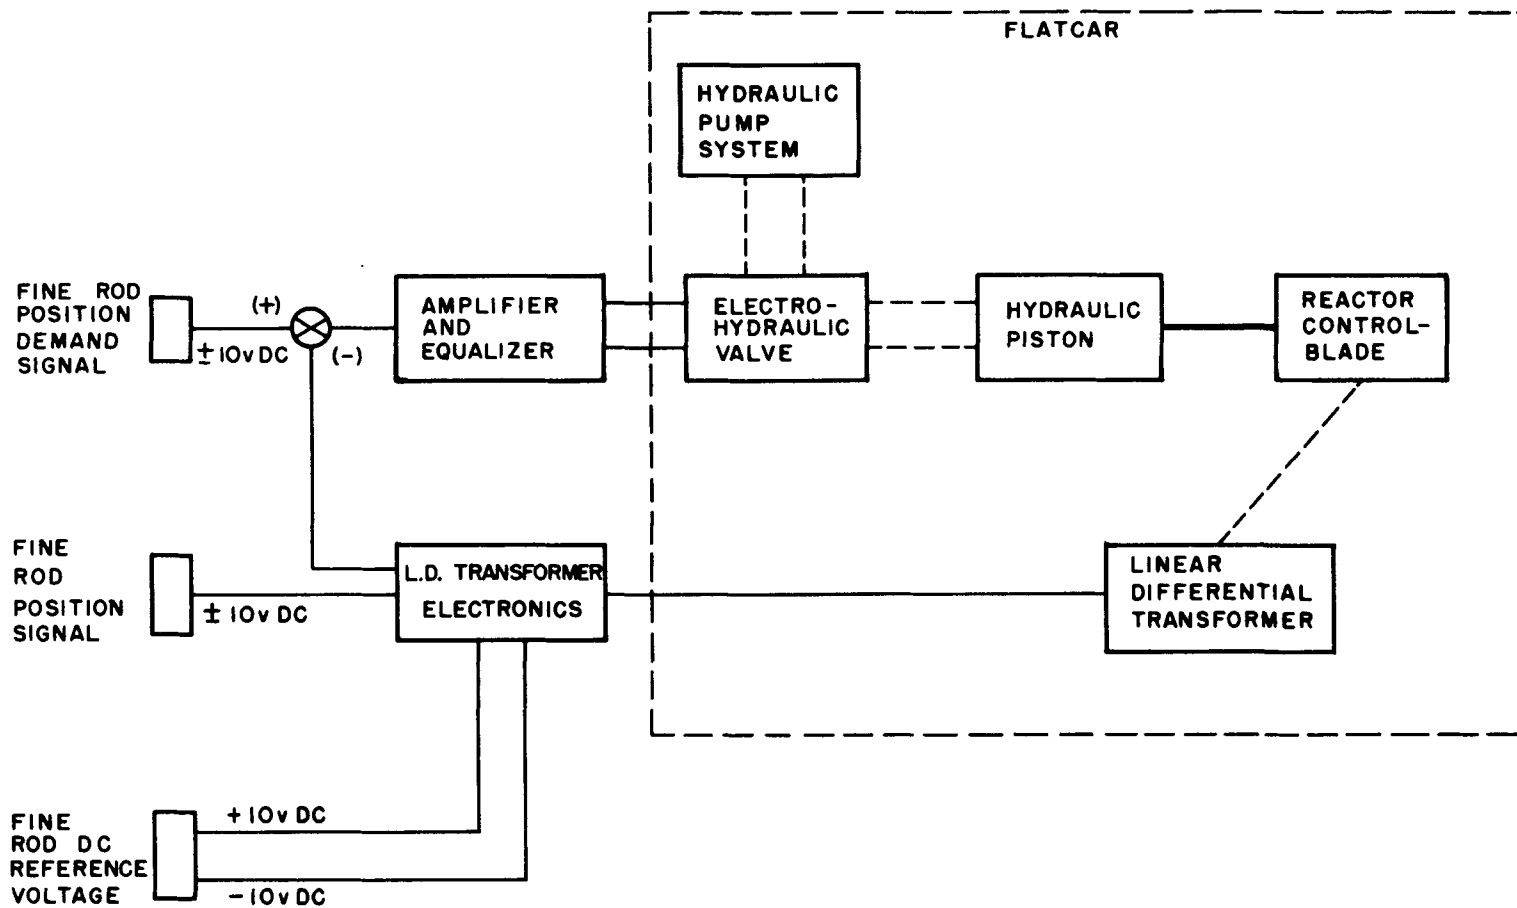 FLATCAR
HYDRAULIC
PUMP
SYSTEM
FINE ROD
POSITION
DEMAND
SIGNAL
(+)
± 10v DC
(-)
AMPLIFIER
AND
EQUALIZER
ELECTRO-
HYDRAULIC
VALVE
HYDRAULIC
PISTON
REACTOR
CONTROL-
BLADE
FINE
ROD
POSITION
SIGNAL
± 10v DC
L.D. TRANSFORMER
ELECTRONICS
LINEAR
DIFFERENTIAL
TRANSFORMER
FINE
ROD DC
REFERENCE
VOLTAGE
+10v DC
-10v DC